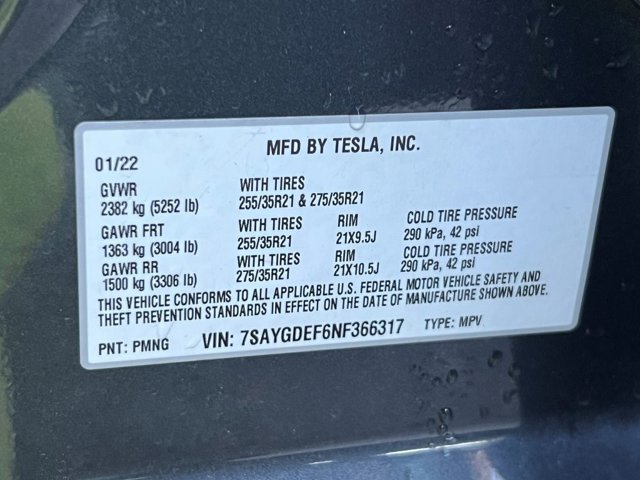 MFD BY TESLA, INC.
01/22
GVWR WITH TIRES
2382 kg (5252 lb) 255/35R21 & 275/35R21
GAWR FRT WITH TIRES RIM COLD TIRE PRESSURE
1363 kg (3004 lb) 255/35R21 21X9.5J 290 kPa, 42 psi
GAWR RR WITH TIRES RIM COLD TIRE PRESSURE
1500 kg (3306 lb) 275/35R21 21X10.5J 290 kPa, 42 psi
THIS VEHICLE CONFORMS TO ALL APPLICABLE U.S. FEDERAL MOTOR VEHICLE SAFETY AND
THEFT PREVENTION STANDARDS IN EFFECT ON THE DATE OF MANUFACTURE SHOWN ABOVE.
PNT: PMNG VIN: 7SAYGDEF6NF366317 TYPE: MPV